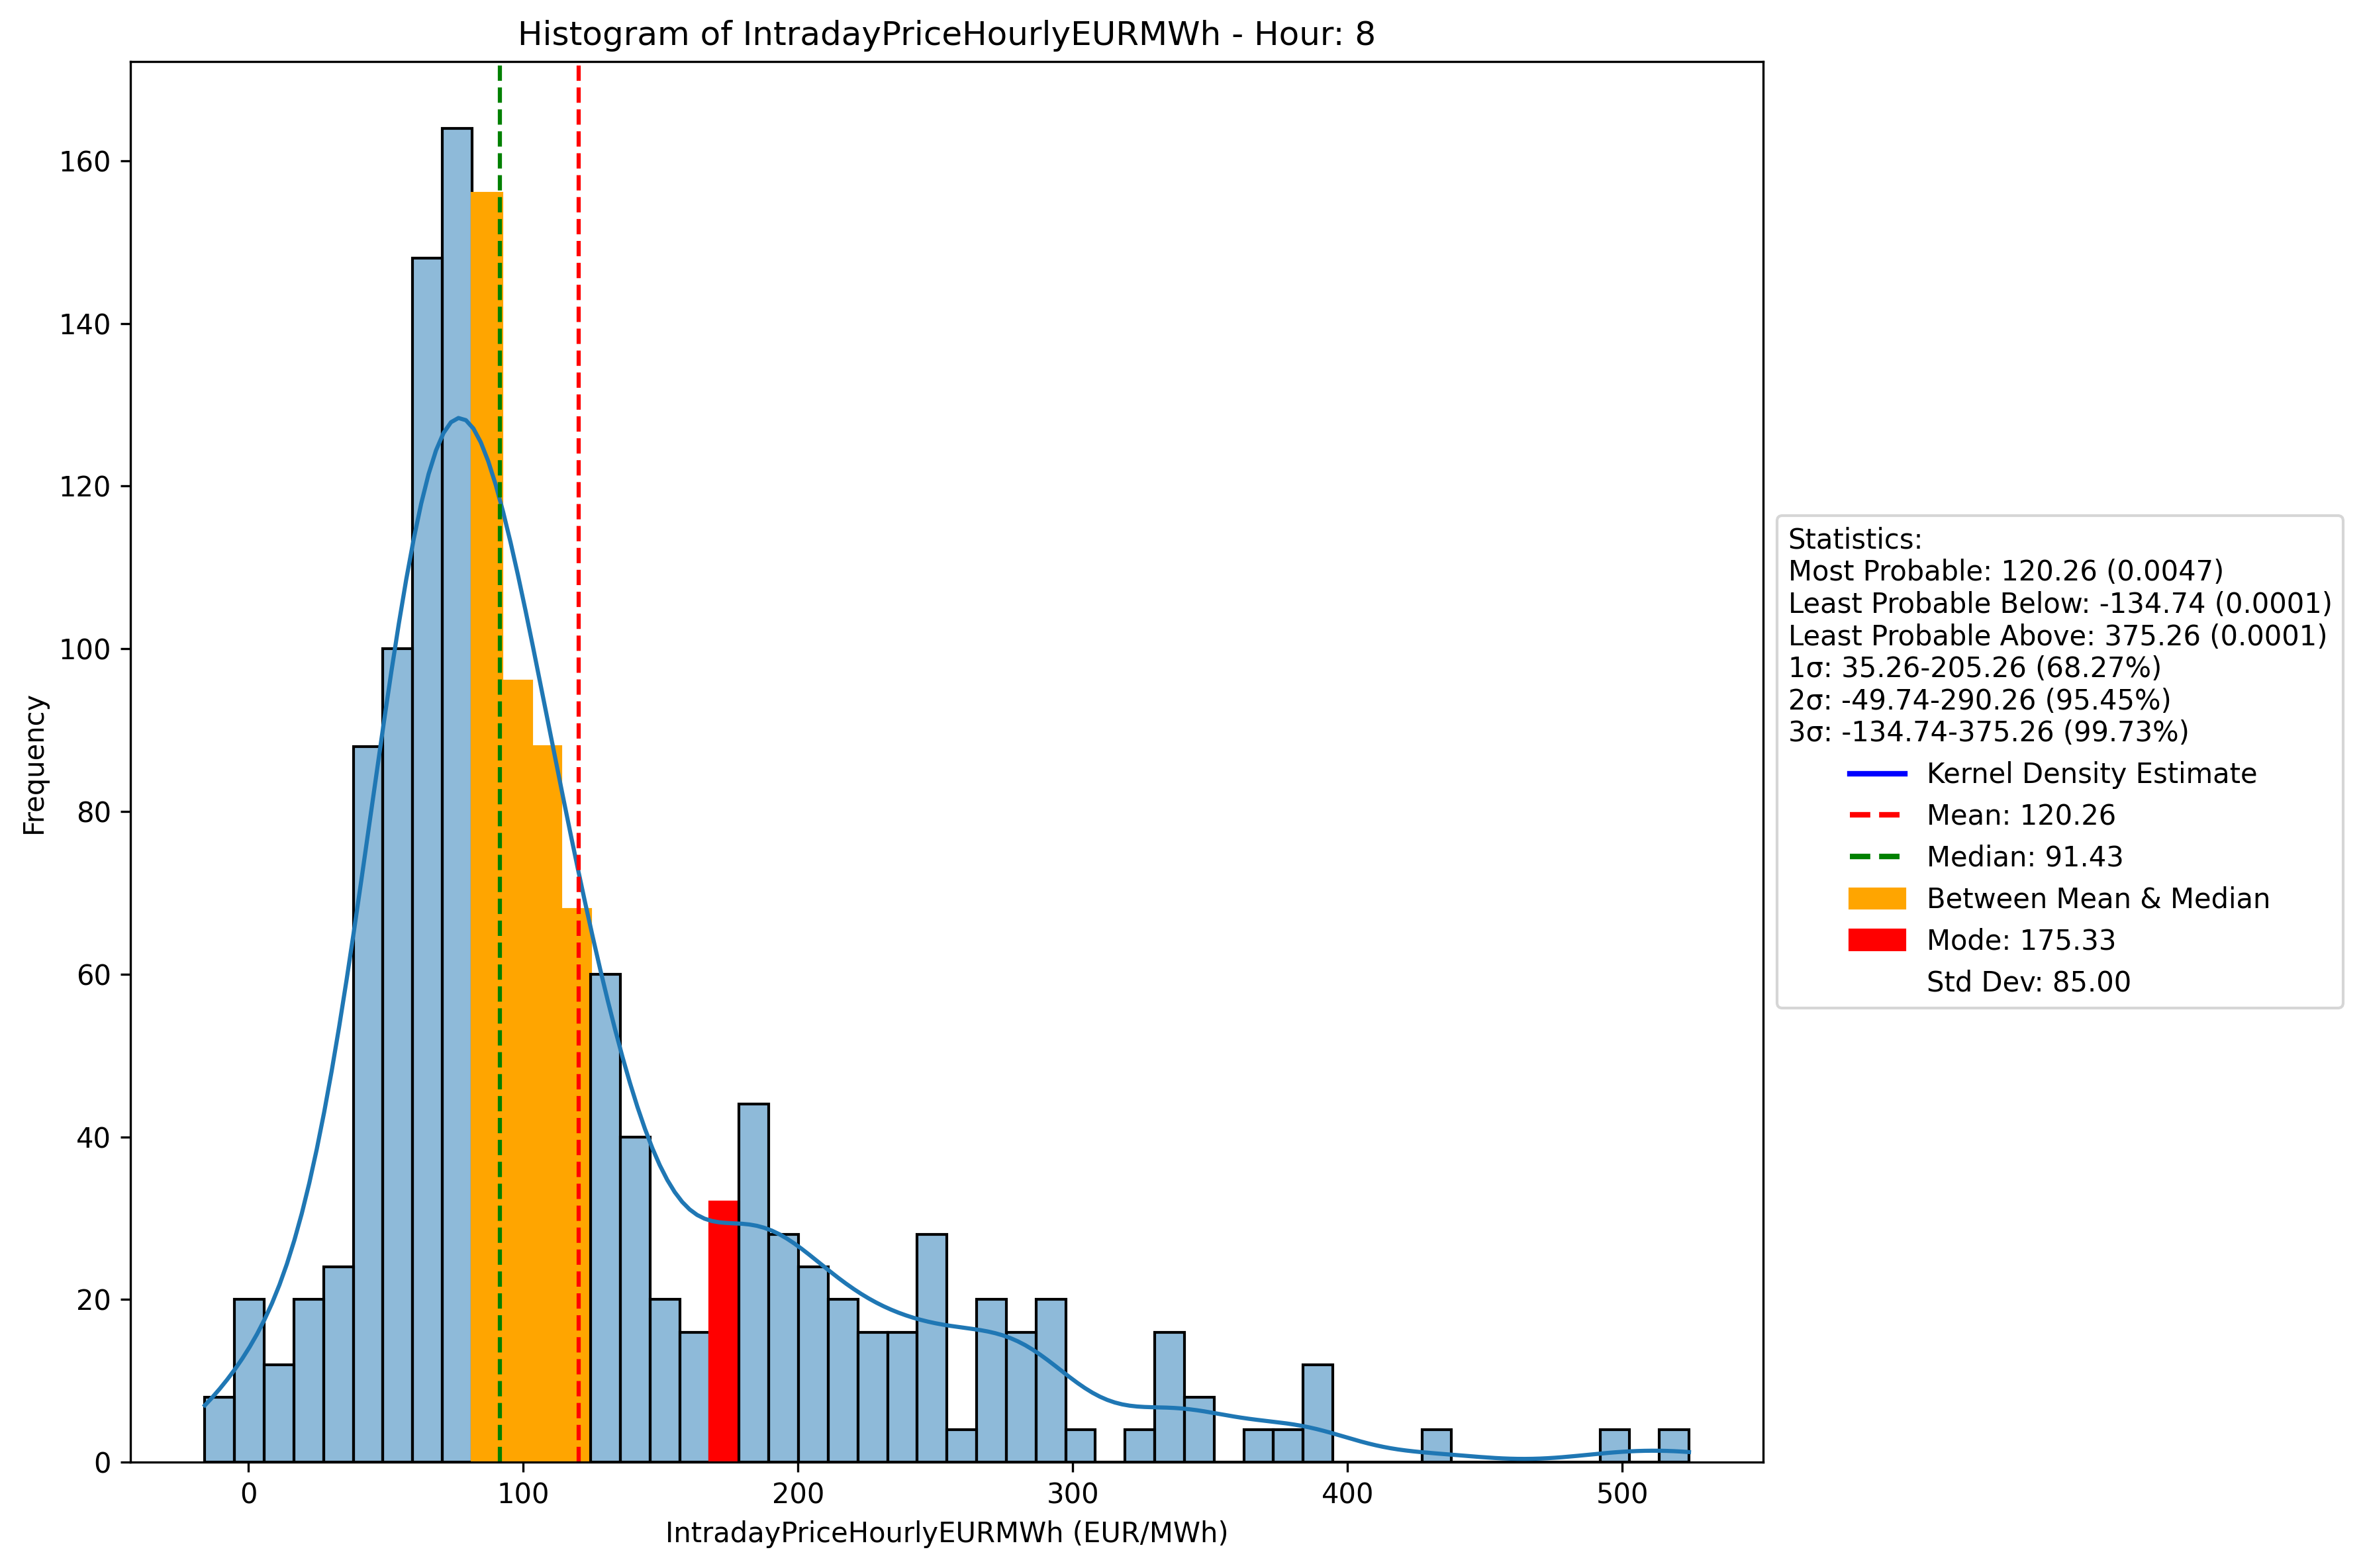 Histogram of IntradayPriceHourlyEURMWh - Hour: 8
Frequency
160
140
120
100
80
60
40
20
0
0 100 200 300 400 500
IntradayPriceHourlyEURMWh (EUR/MWh)
Statistics:
Most Probable: 120.26 (0.0047)
Least Probable Below: -134.74 (0.0001)
Least Probable Above: 375.26 (0.0001)
1σ: 35.26-205.26 (68.27%)
2σ: -49.74-290.26 (95.45%)
3σ: -134.74-375.26 (99.73%)
Kernel Density Estimate
Mean: 120.26
Median: 91.43
Between Mean & Median
Mode: 175.33
Std Dev: 85.00